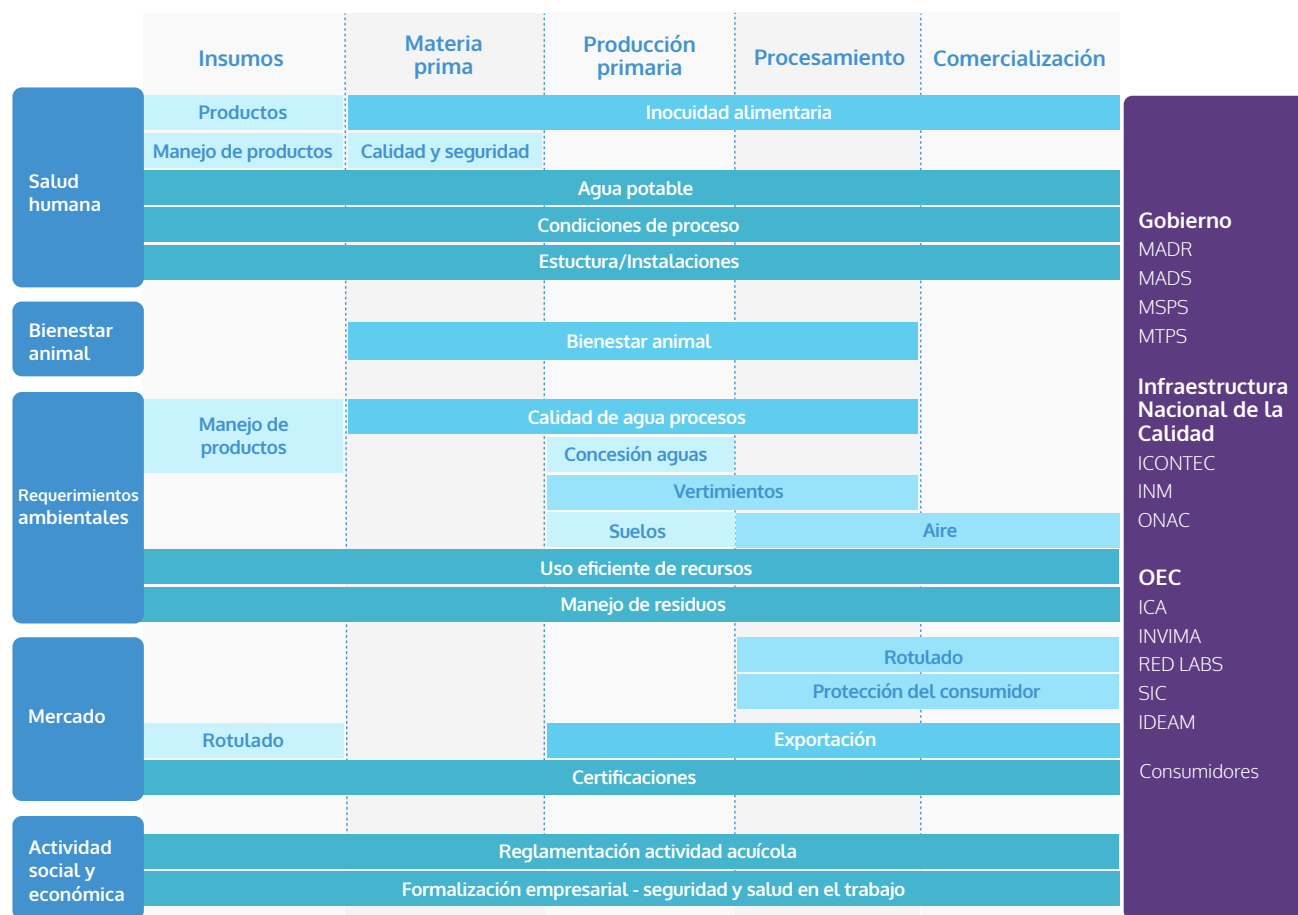 Insumos
Materia
prima
Producción
primaria
Procesamiento
Comercialización
Salud
humana
Productos
Inocuidad alimentaria
Manejo de productos
Calidad y seguridad
Agua potable
Condiciones de proceso
Estuctura/Instalaciones
Bienestar
animal
Bienestar animal
Requerimientos
ambientales
Manejo de
productos
Calidad de agua procesos
Concesión aguas
Vertimientos
Suelos
Aire
Uso eficiente de recursos
Manejo de residuos
Mercado
Rotulado
Protección del consumidor
Rotulado
Exportación
Certificaciones
Actividad
social y
económica
Reglamentación actividad acuícola
Formalización empresarial - seguridad y salud en el trabajo
Gobierno
MADR
MADS
MSPS
MTPS
Infraestructura
Nacional de la
Calidad
ICONTEC
INM
ONAC
OEC
ICA
INVIMA
RED LABS
SIC
IDEAM
Consumidores